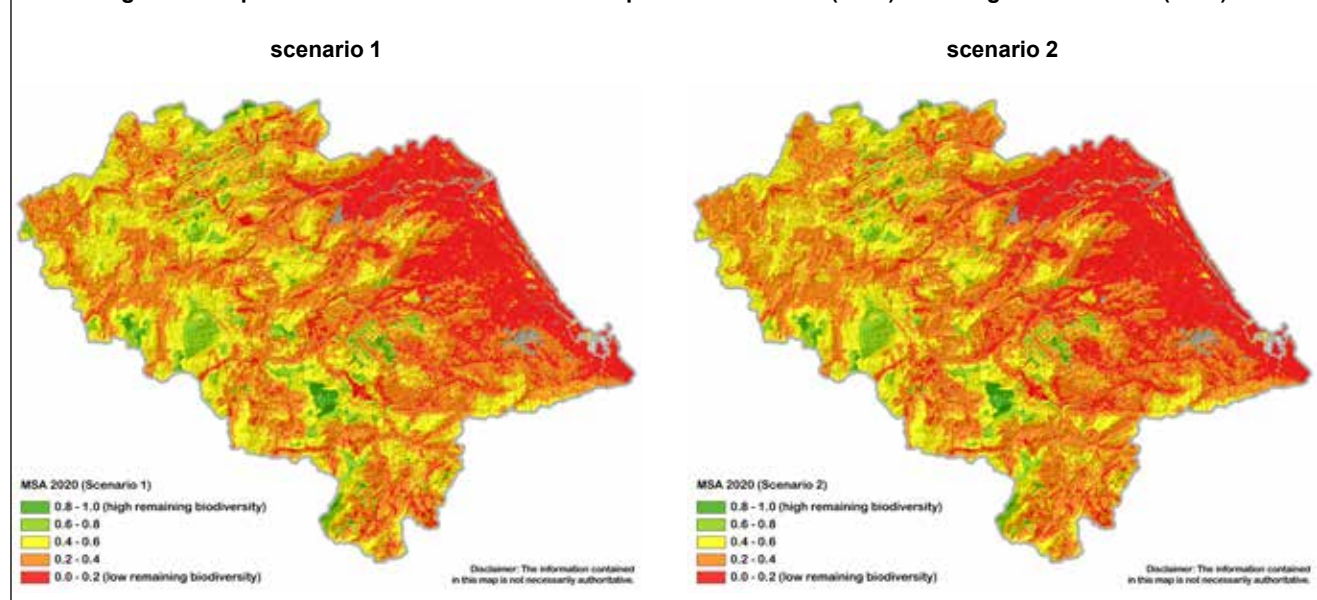 scenario 1
scenario 2
MSA 2020 (Scenario 1)
0.8 - 1.0 (high remaining biodiversity)
0.6 - 0.8
0.4 - 0.6
0.2 - 0.4
0.0 - 0.2 (low remaining biodiversity)
Disclaimer: The information contained
in this map is not necessarily authoritative.
MSA 2020 (Scenario 2)
0.8 - 1.0 (high remaining biodiversity)
0.6 - 0.8
0.4 - 0.6
0.2 - 0.4
0.0 - 0.2 (low remaining biodiversity)
Disclaimer: The information contained
in this map is not necessarily authoritative.